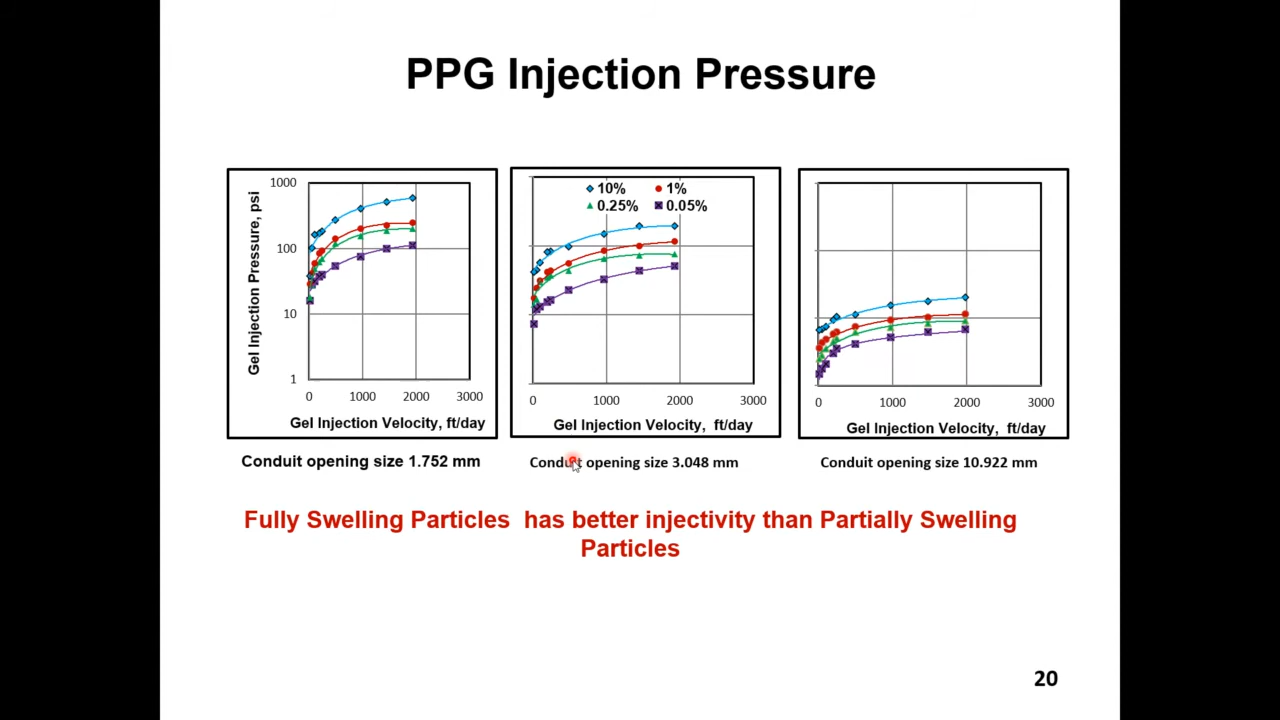 PPG Injection Pressure
Gel Injection Pressure, psi
1000
100
10
1
0 1000 2000 3000
Gel Injection Velocity, ft/day
Conduit opening size 1.752 mm
10% 1%
0.25% 0.05%
0 1000 2000 3000
Gel Injection Velocity, ft/day
Conduit opening size 3.048 mm
0 1000 2000 3000
Gel Injection Velocity, ft/day
Conduit opening size 10.922 mm
Fully Swelling Particles has better injectivity than Partially Swelling
Particles
20